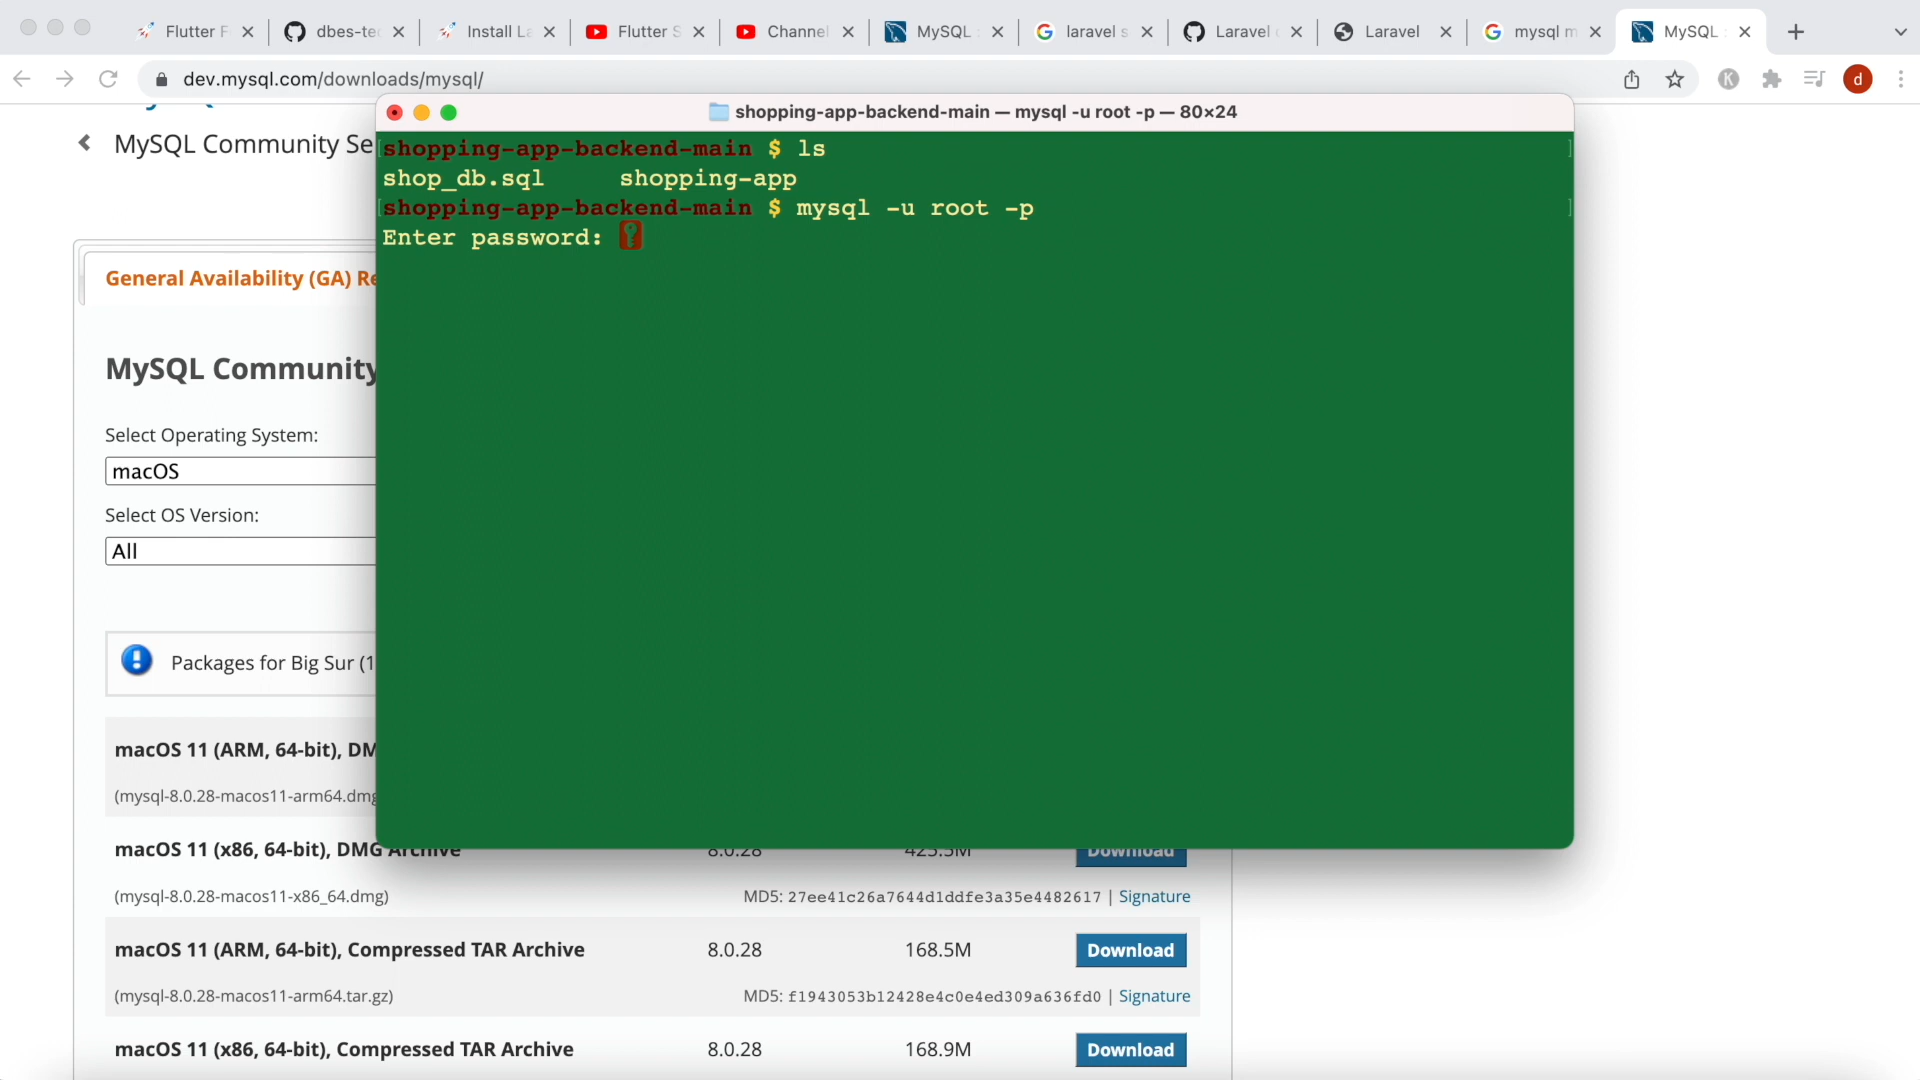 Flutter F
dbes-te
Install La
Flutter S
Channel
MySQL
laravel s
Laravel
Laravel
mysql m
MySQL
dev.mysql.com/downloads/mysql/
K
d
MySQL Community Se
shopping-app-backend-main — mysql -u root -p — 80×24
shopping-app-backend-main $ ls
shop_db.sql shopping-app
shopping-app-backend-main $ mysql -u root -p
Enter password:
General Availability (GA) Re
MySQL Community
Select Operating System:
macOS
Select OS Version:
All
Packages for Big Sur (1
macOS 11 (ARM, 64-bit), DM
(mysql-8.0.28-macos11-arm64.dmg
macOS 11 (x86, 64-bit), DMG Archive 8.0.28 425.5M Download
(mysql-8.0.28-macos11-x86_64.dmg) MD5: 27ee41c26a7644d1ddfe3a35e4482617 | Signature
macOS 11 (ARM, 64-bit), Compressed TAR Archive 8.0.28 168.5M Download
(mysql-8.0.28-macos11-arm64.tar.gz) MD5: f1943053b12428e4c0e4ed309a636fd0 | Signature
macOS 11 (x86, 64-bit), Compressed TAR Archive 8.0.28 168.9M Download